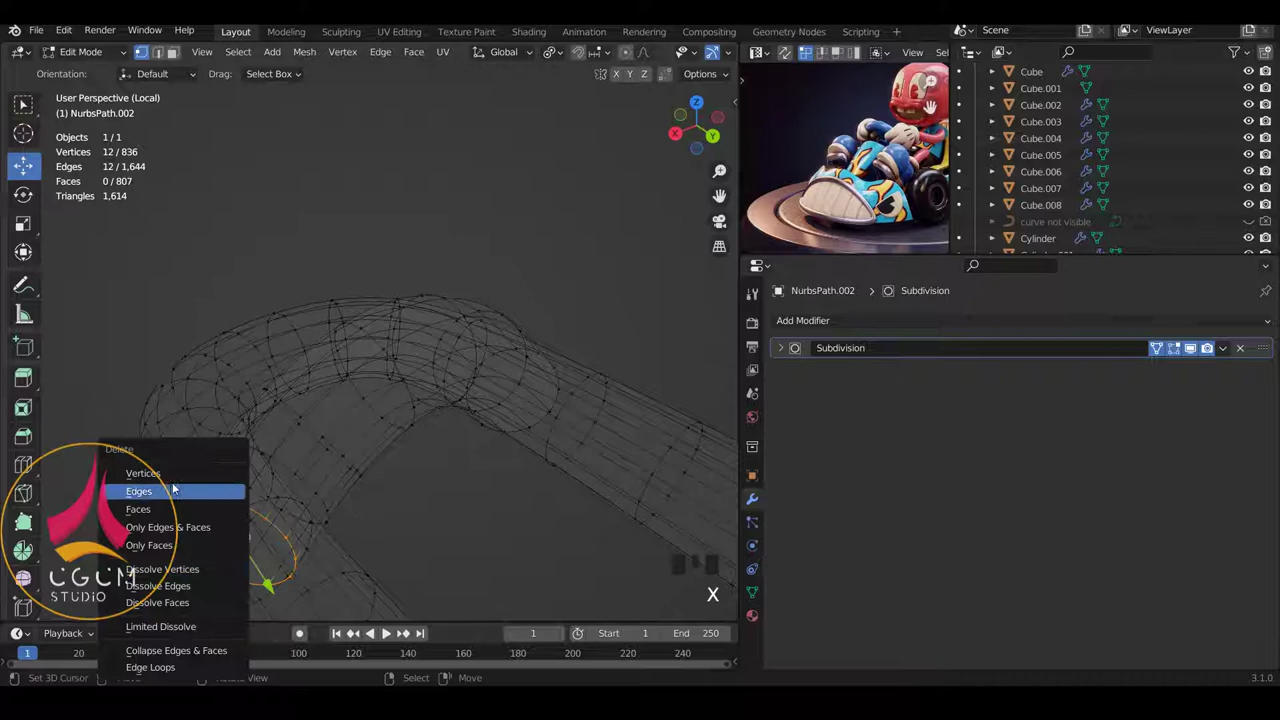 File Edit Render Window Help Layout Modeling Sculpting UV Editing Texture Paint Shading Animation Rendering Compositing Geometry Nodes Scripting Scene ViewLayer
Edit Mode View Select Add Mesh Vertex Edge Face UV Global View
Orientation: Default Drag: Select Box X Y Z Options
User Perspective (Local)
(1) NurbsPath.002
Objects 1 / 1
Vertices 12 / 836
Edges 12 / 1,644
Faces 0 / 807
Triangles 1,614
Z
X
Y
Cube
Cube.001
Cube.002
Cube.003
Cube.004
Cube.005
Cube.006
Cube.007
Cube.008
curve not visible
Cylinder
NurbsPath.002 > Subdivision
Add Modifier
Subdivision
Delete
Vertices
Edges
Faces
Only Edges & Faces
Only Faces
Dissolve Vertices
Dissolve Edges
Dissolve Faces
Limited Dissolve
Collapse Edges & Faces
Edge Loops
UGUM
STUDIO
X
Playback 1 Start 1 End 250
1 20 100 120 140 160 180 200 220 240
Set 3D Cursor Rotate View Select Move 3.1.0